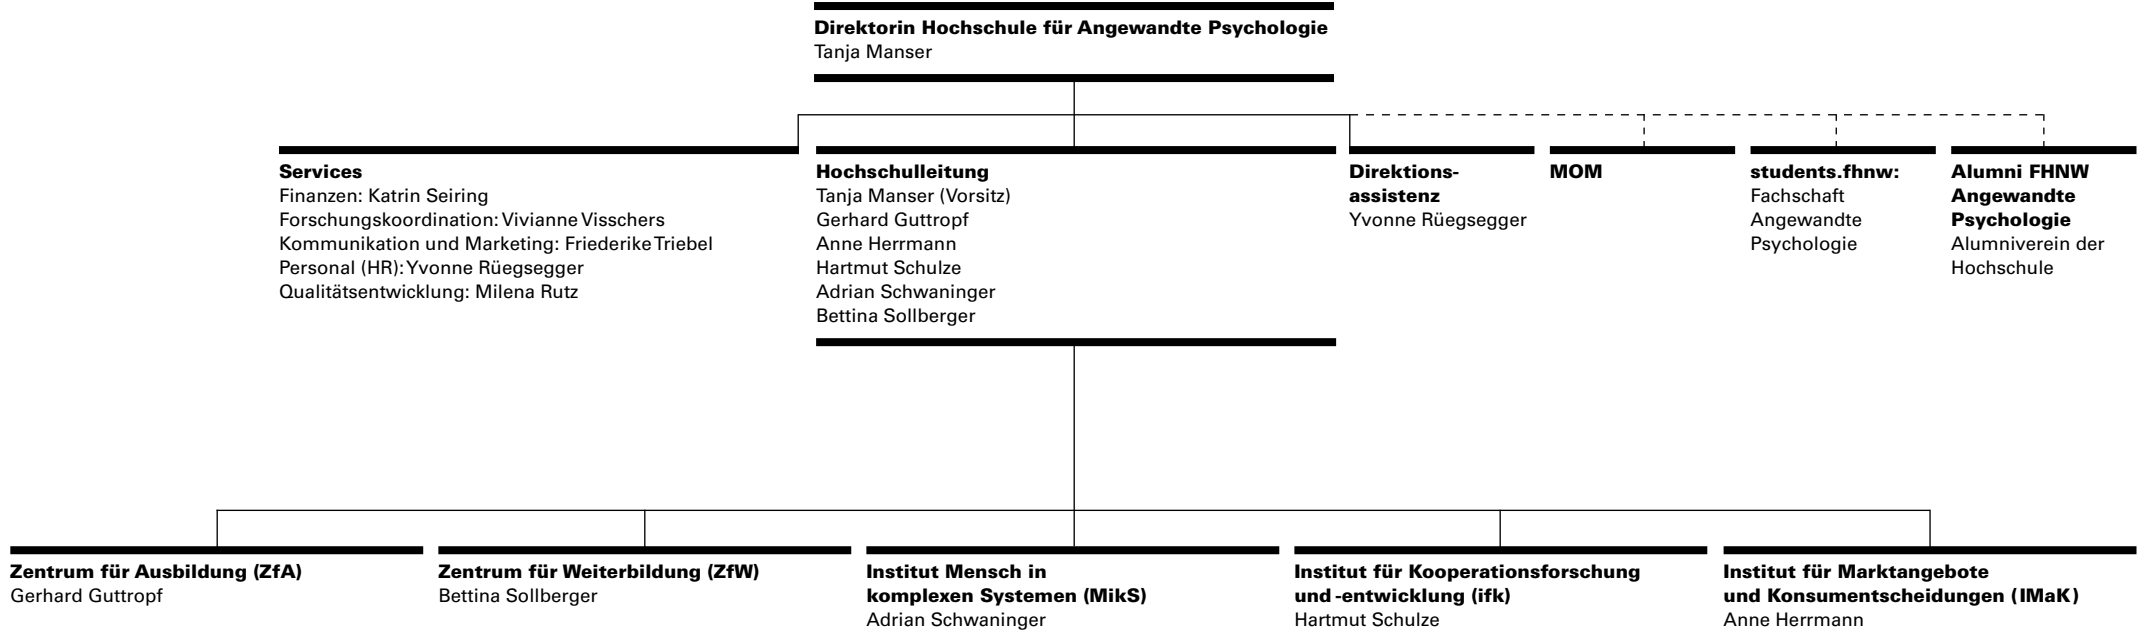 Direktorin Hochschule für Angewandte Psychologie
Tanja Manser
Services
Finanzen: Katrin Seiring
Forschungskoordination: Vivianne Visschers
Kommunikation und Marketing: Friederike Triebel
Personal (HR): Yvonne Rüegsegger
Qualitätsentwicklung: Milena Rutz
Hochschulleitung
Tanja Manser (Vorsitz)
Gerhard Guttropf
Anne Herrmann
Hartmut Schulze
Adrian Schwaninger
Bettina Sollberger
Direktions-
assistenz
Yvonne Rüegsegger
MOM
students.fhnw:
Fachschaft
Angewandte
Psychologie
Alumni FHNW
Angewandte
Psychologie
Alumniverein der
Hochschule
Zentrum für Ausbildung (ZfA)
Gerhard Guttropf
Zentrum für Weiterbildung (ZfW)
Bettina Sollberger
Institut Mensch in
komplexen Systemen (MikS)
Adrian Schwaninger
Institut für Kooperationsforschung
und -entwicklung (ifk)
Hartmut Schulze
Institut für Marktangebote
und Konsumentscheidungen (IMaK)
Anne Herrmann